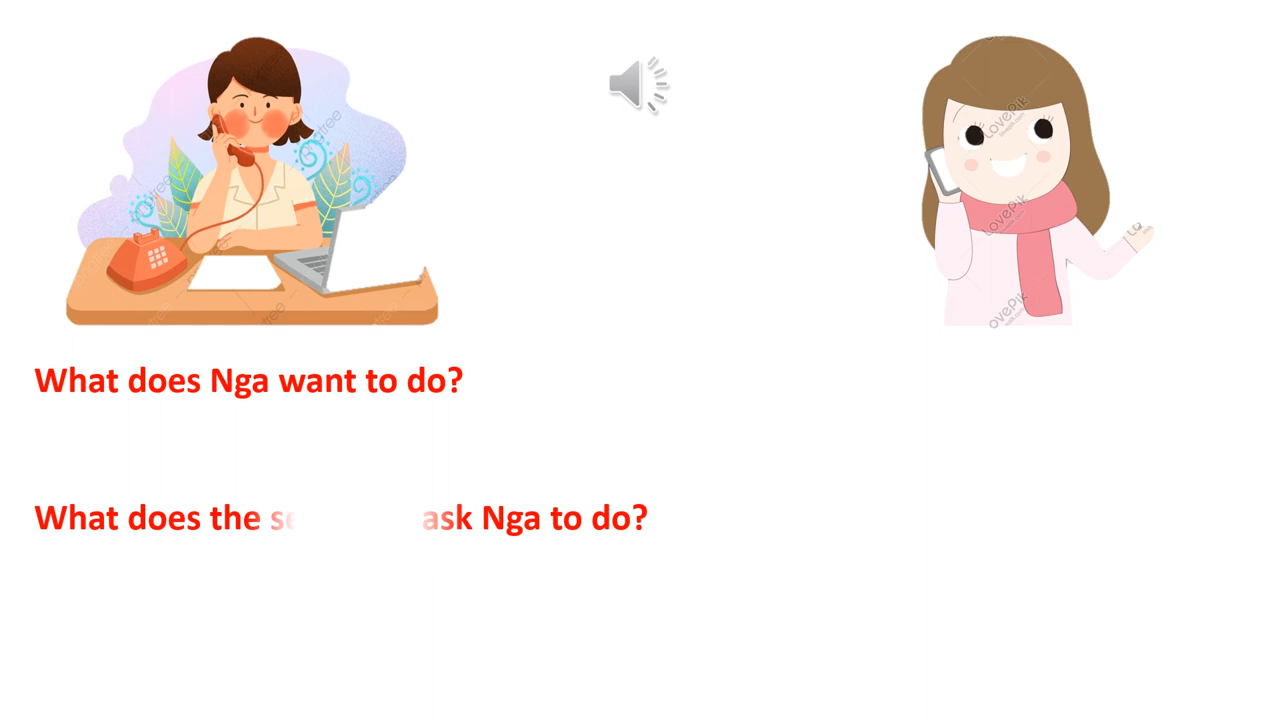 What does Nga want to do?
What does the ask Nga to do?